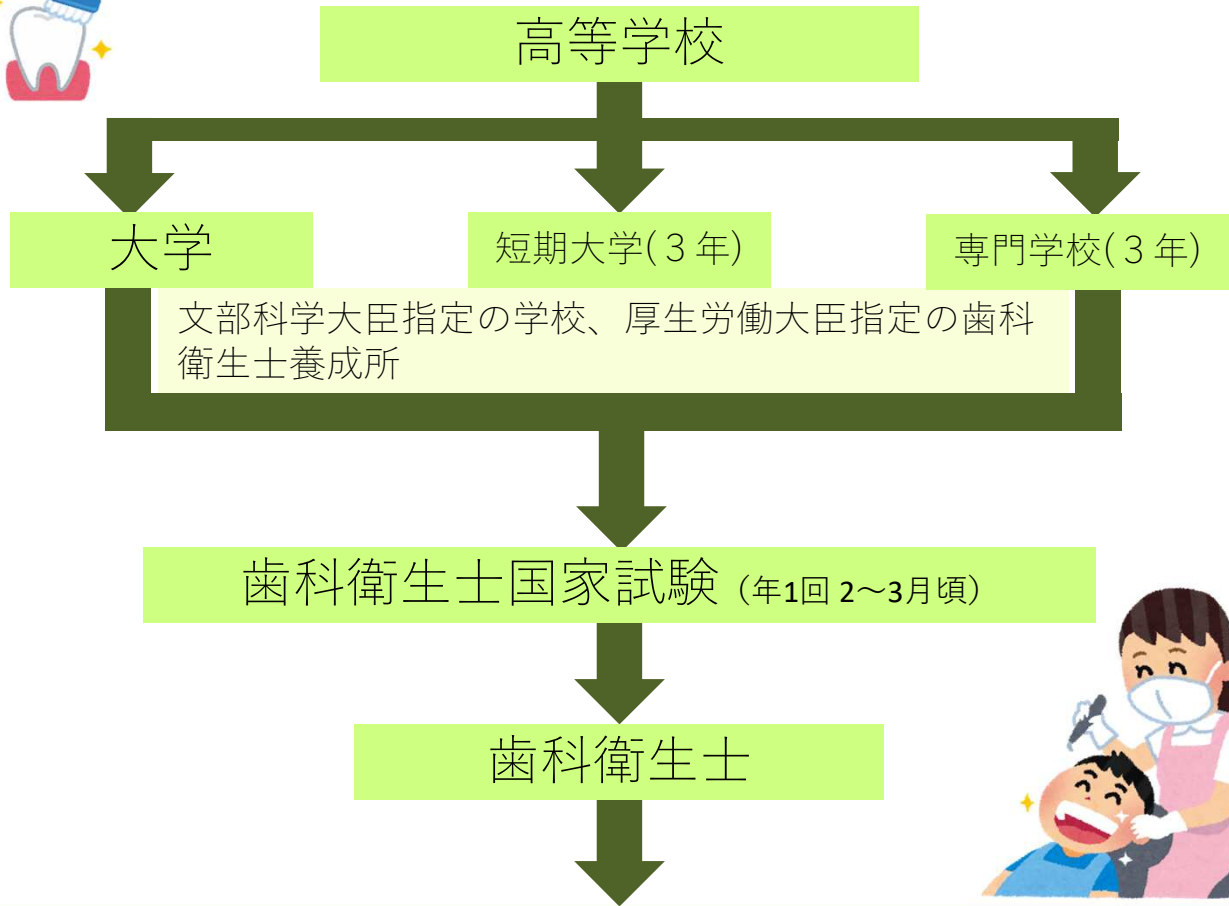 高等学校
大学
短期大学(３年)
専門学校(３年)
文部科学大臣指定の学校、厚生労働大臣指定の歯科
衛生士養成所
歯科衛生士国家試験（年1回 2～3月頃）
歯科衛生士